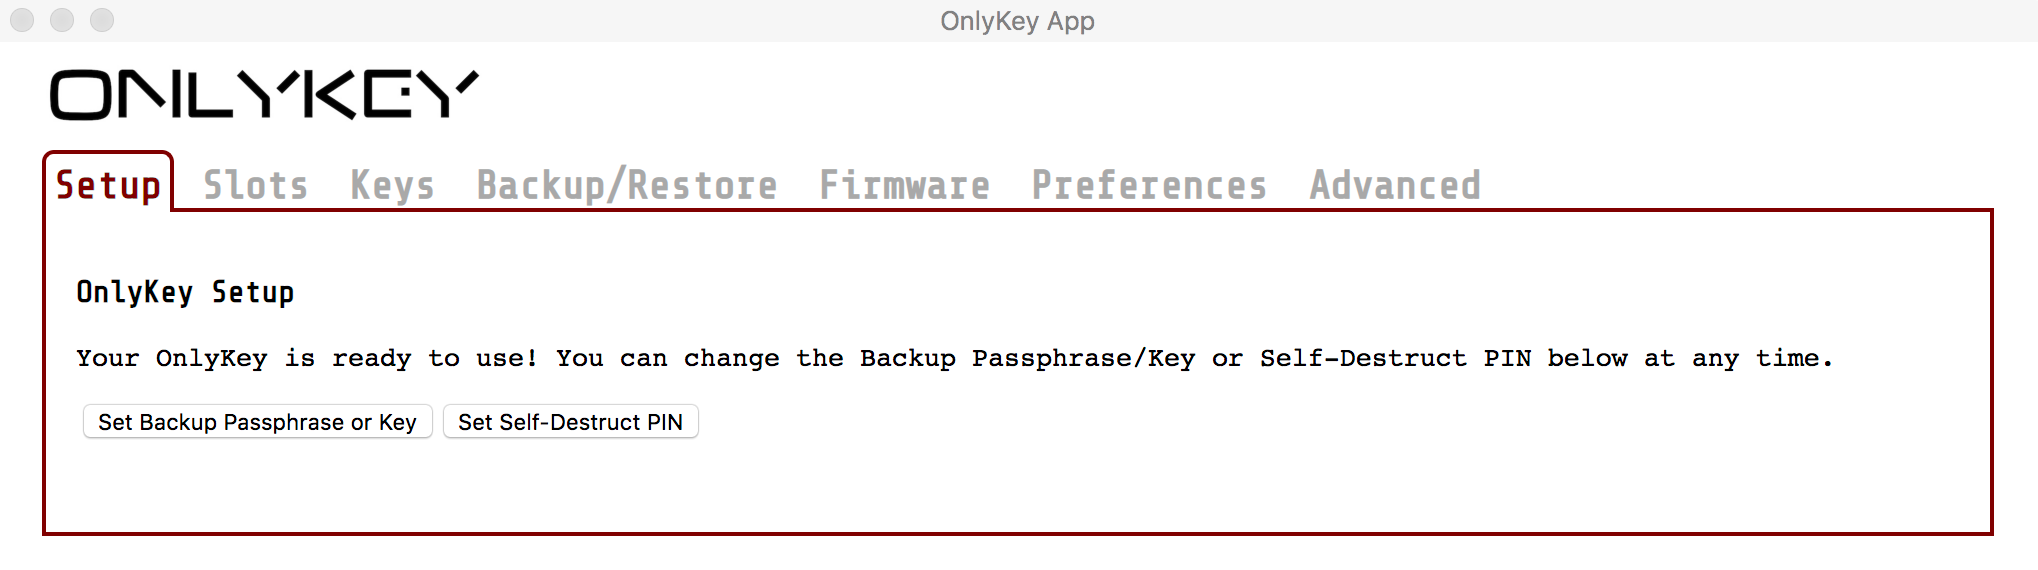 OnlyKey App
ONLYKEY
Setup Slots Keys Backup/Restore Firmware Preferences Advanced
OnlyKey Setup
Your OnlyKey is ready to use! You can change the Backup Passphrase/Key or Self-Destruct PIN below at any time.
Set Backup Passphrase or Key Set Self-Destruct PIN